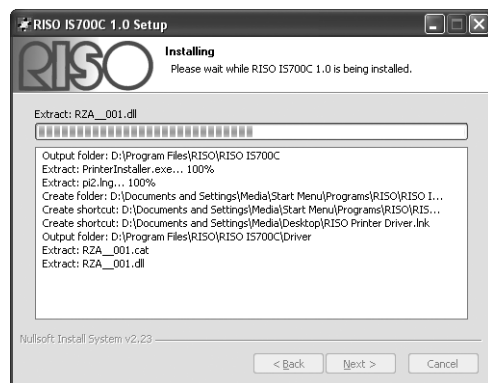 RISO IS700C 1.0 Setup
RISO
Installing
Please wait while RISO IS700C 1.0 is being installed.
Extract: RZA__001.dll
Output folder: D:\Program Files\RISO\RISO IS700C
Extract: PrinterInstaller.exe... 100%
Extract: pi2.lng... 100%
Create folder: D:\Documents and Settings\Media\Start Menu\Programs\RISO\RISO I...
Create shortcut: D:\Documents and Settings\Media\Start Menu\Programs\RISO\RIS...
Create shortcut: D:\Documents and Settings\Media\Desktop\RISO Printer Driver.lnk
Output folder: D:\Program Files\RISO\RISO IS700C\Driver
Extract: RZA__001.cat
Extract: RZA__001.dll
Nullsoft Install System v2.23
< Back Next > Cancel